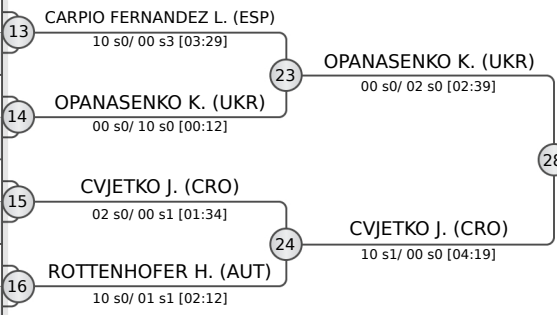 13
CARPIO FERNANDEZ L. (ESP)
10 s0/ 00 s3 [03:29]
23
OPANASENKO K. (UKR)
00 s0/ 02 s0 [02:39]
14
OPANASENKO K. (UKR)
00 s0/ 10 s0 [00:12]
28
15
CVJETKO J. (CRO)
02 s0/ 00 s1 [01:34]
24
CVJETKO J. (CRO)
10 s1/ 00 s0 [04:19]
16
ROTTENHOFER H. (AUT)
10 s0/ 01 s1 [02:12]